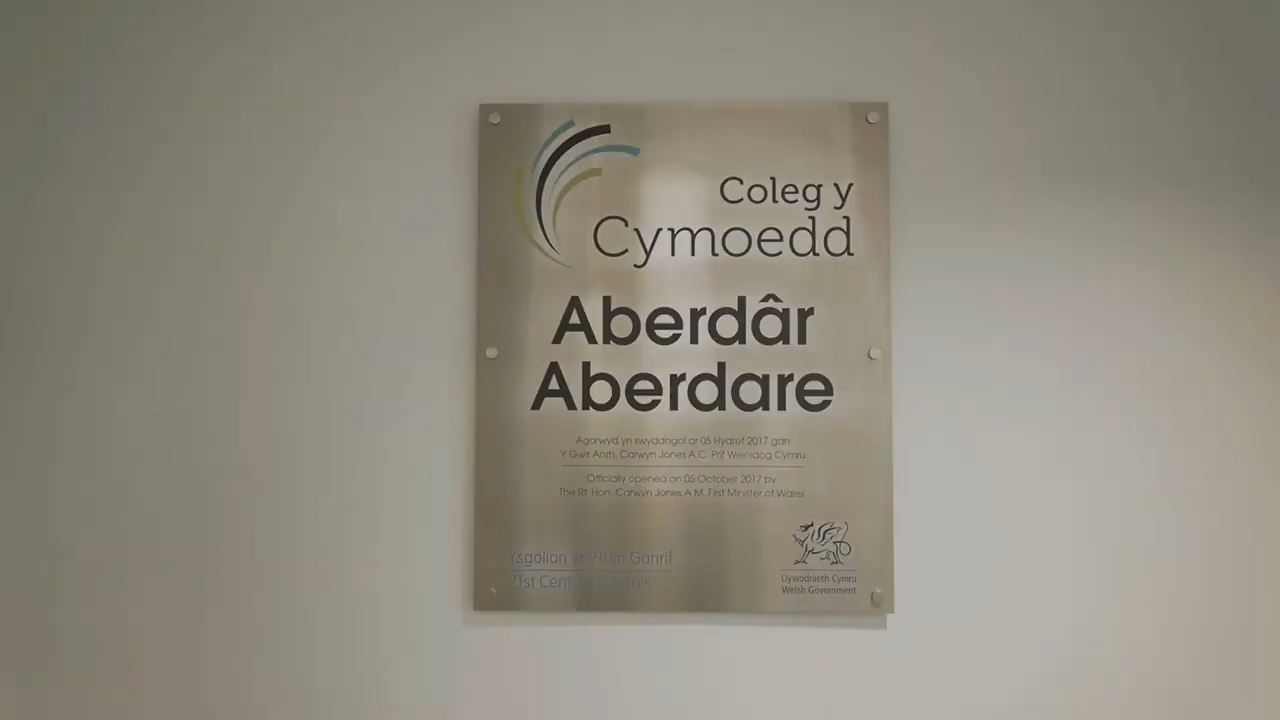 Coleg y
Cymoedd
Aberdâr
Aberdare
Agorwyd yn swyddogol ar 05 Hydref 2017 gan
Y Gwir Anrh. Carwyn Jones A.C. Prif Weinidog Cymru
Officially opened on 05 October 2017 by
The Rt. Hon. Carwyn Jones A.M. First Minister of Wales
Ysgolion yr 21ain Ganrif
21st Century Schools
Llywodraeth Cymru
Welsh Government